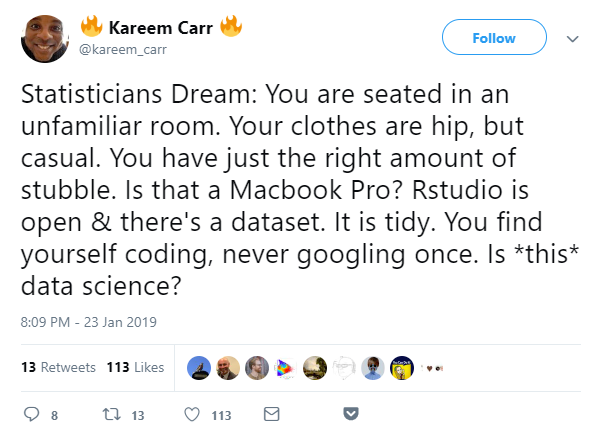 🔥 Kareem Carr 🔥
@kareem_carr
Follow
Statisticians Dream: You are seated in an
unfamiliar room. Your clothes are hip, but
casual. You have just the right amount of
stubble. Is that a Macbook Pro? Rstudio is
open & there's a dataset. It is tidy. You find
yourself coding, never googling once. Is *this*
data science?
8:09 PM - 23 Jan 2019
13 Retweets 113 Likes
8 13 113